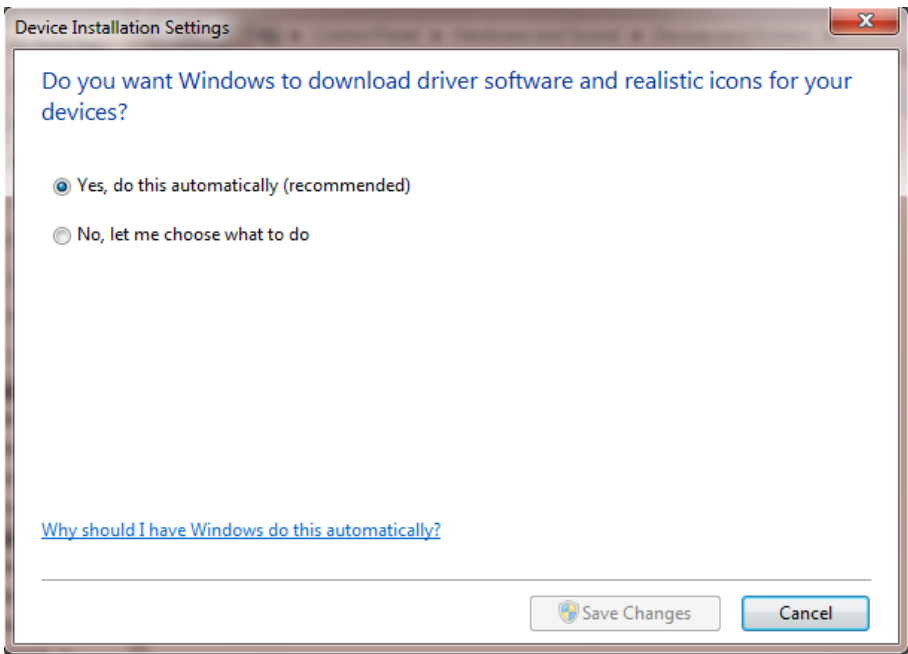 Device Installation Settings
Do you want Windows to download driver software and realistic icons for your
devices?
Yes, do this automatically (recommended)
No, let me choose what to do
Why should I have Windows do this automatically?
Save Changes
Cancel